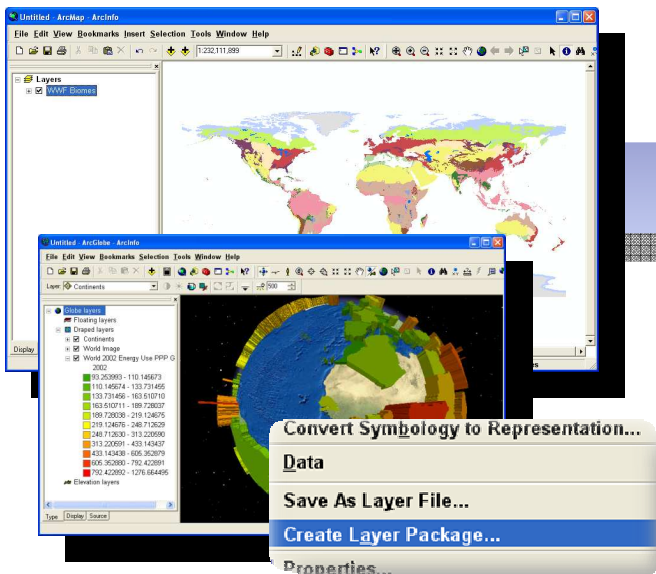 Untitled - ArcMap - ArcInfo
File Edit View Bookmarks Insert Selection Tools Window Help
1:232,111,899
Layers
WWF Biomes
Display
Untitled - ArcGlobe - ArcInfo
File Edit View Bookmarks Selection Tools Window Help
500
Layer: Continents
Globe layers
Floating layers
Draped layers
Continents
World Image
World 2002 Energy Use PPP G
2002
93.253993 - 110.145673
110.145674 - 133.731455
133.731456 - 163.510710
163.510711 - 189.728037
189.728038 - 219.124675
219.124676 - 248.712629
248.712630 - 313.220590
313.220591 - 433.143437
433.143438 - 605.352879
605.352880 - 792.422891
792.422892 - 1276.664495
Elevation layers
Type Display Source
Convert Symbology to Representation...
Data
Save As Layer File...
Create Layer Package...
Properties...